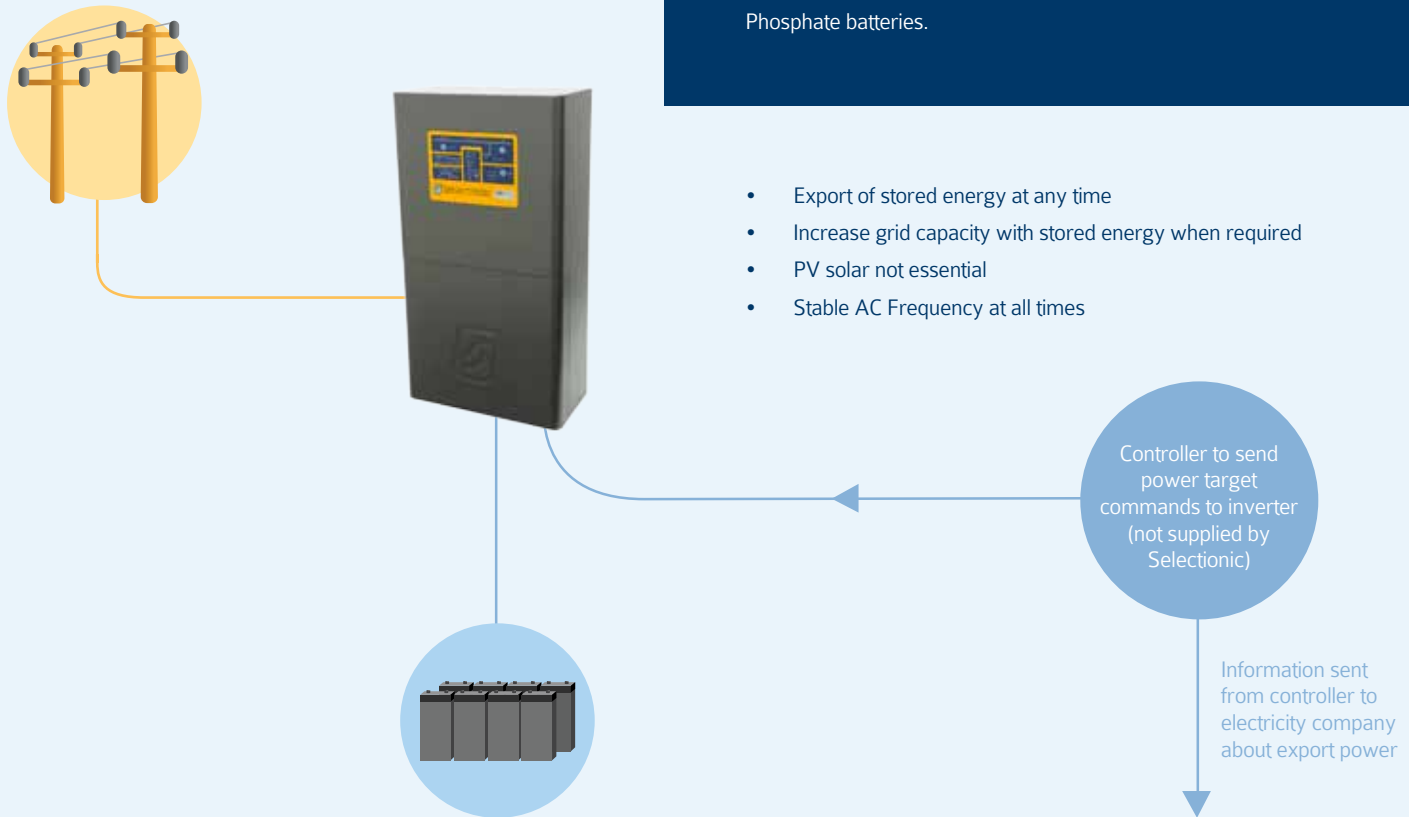 Phosphate batteries.
• Export of stored energy at any time
• Increase grid capacity with stored energy when required
• PV solar not essential
• Stable AC Frequency at all times
Controller to send
power target
commands to inverter
(not supplied by
Selectionic)
Information sent
from controller to
electricity company
about export power